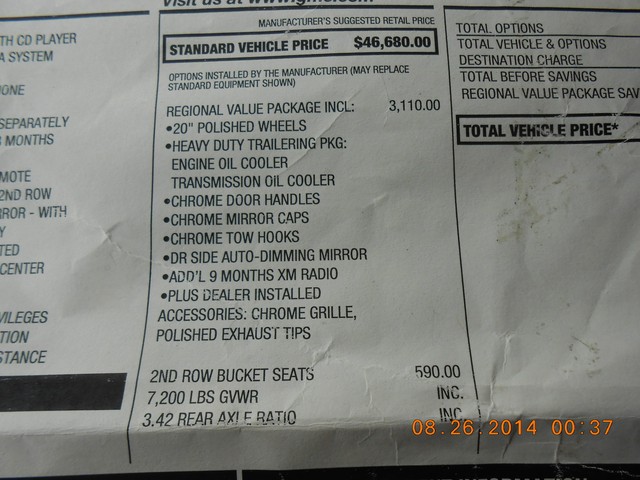 MANUFACTURER'S SUGGESTED RETAIL PRICE
STANDARD VEHICLE PRICE $46,680.00
OPTIONS INSTALLED BY THE MANUFACTURER (MAY REPLACE
STANDARD EQUIPMENT SHOWN)
REGIONAL VALUE PACKAGE INCL: 3,110.00
•20" POLISHED WHEELS
•HEAVY DUTY TRAILERING PKG:
ENGINE OIL COOLER
TRANSMISSION OIL COOLER
•CHROME DOOR HANDLES
•CHROME MIRROR CAPS
•CHROME TOW HOOKS
•DR SIDE AUTO-DIMMING MIRROR
•ADD'L 9 MONTHS XM RADIO
•PLUS DEALER INSTALLED
ACCESSORIES: CHROME GRILLE,
POLISHED EXHAUST TIPS
2ND ROW BUCKET SEATS 590.00
7,200 LBS GVWR INC.
3.42 REAR AXLE RATIO INC.
TH CD PLAYER
A SYSTEM
ONE
SEPARATELY
MONTHS
MOTE
2ND ROW
ROR - WITH
Y
TED
CENTER
VILEGES
TION
STANCE
TOTAL OPTIONS
TOTAL VEHICLE & OPTIONS
DESTINATION CHARGE
TOTAL BEFORE SAVINGS
REGIONAL VALUE PACKAGE SAV
TOTAL VEHICLE PRICE*
08.26.2014 00:37